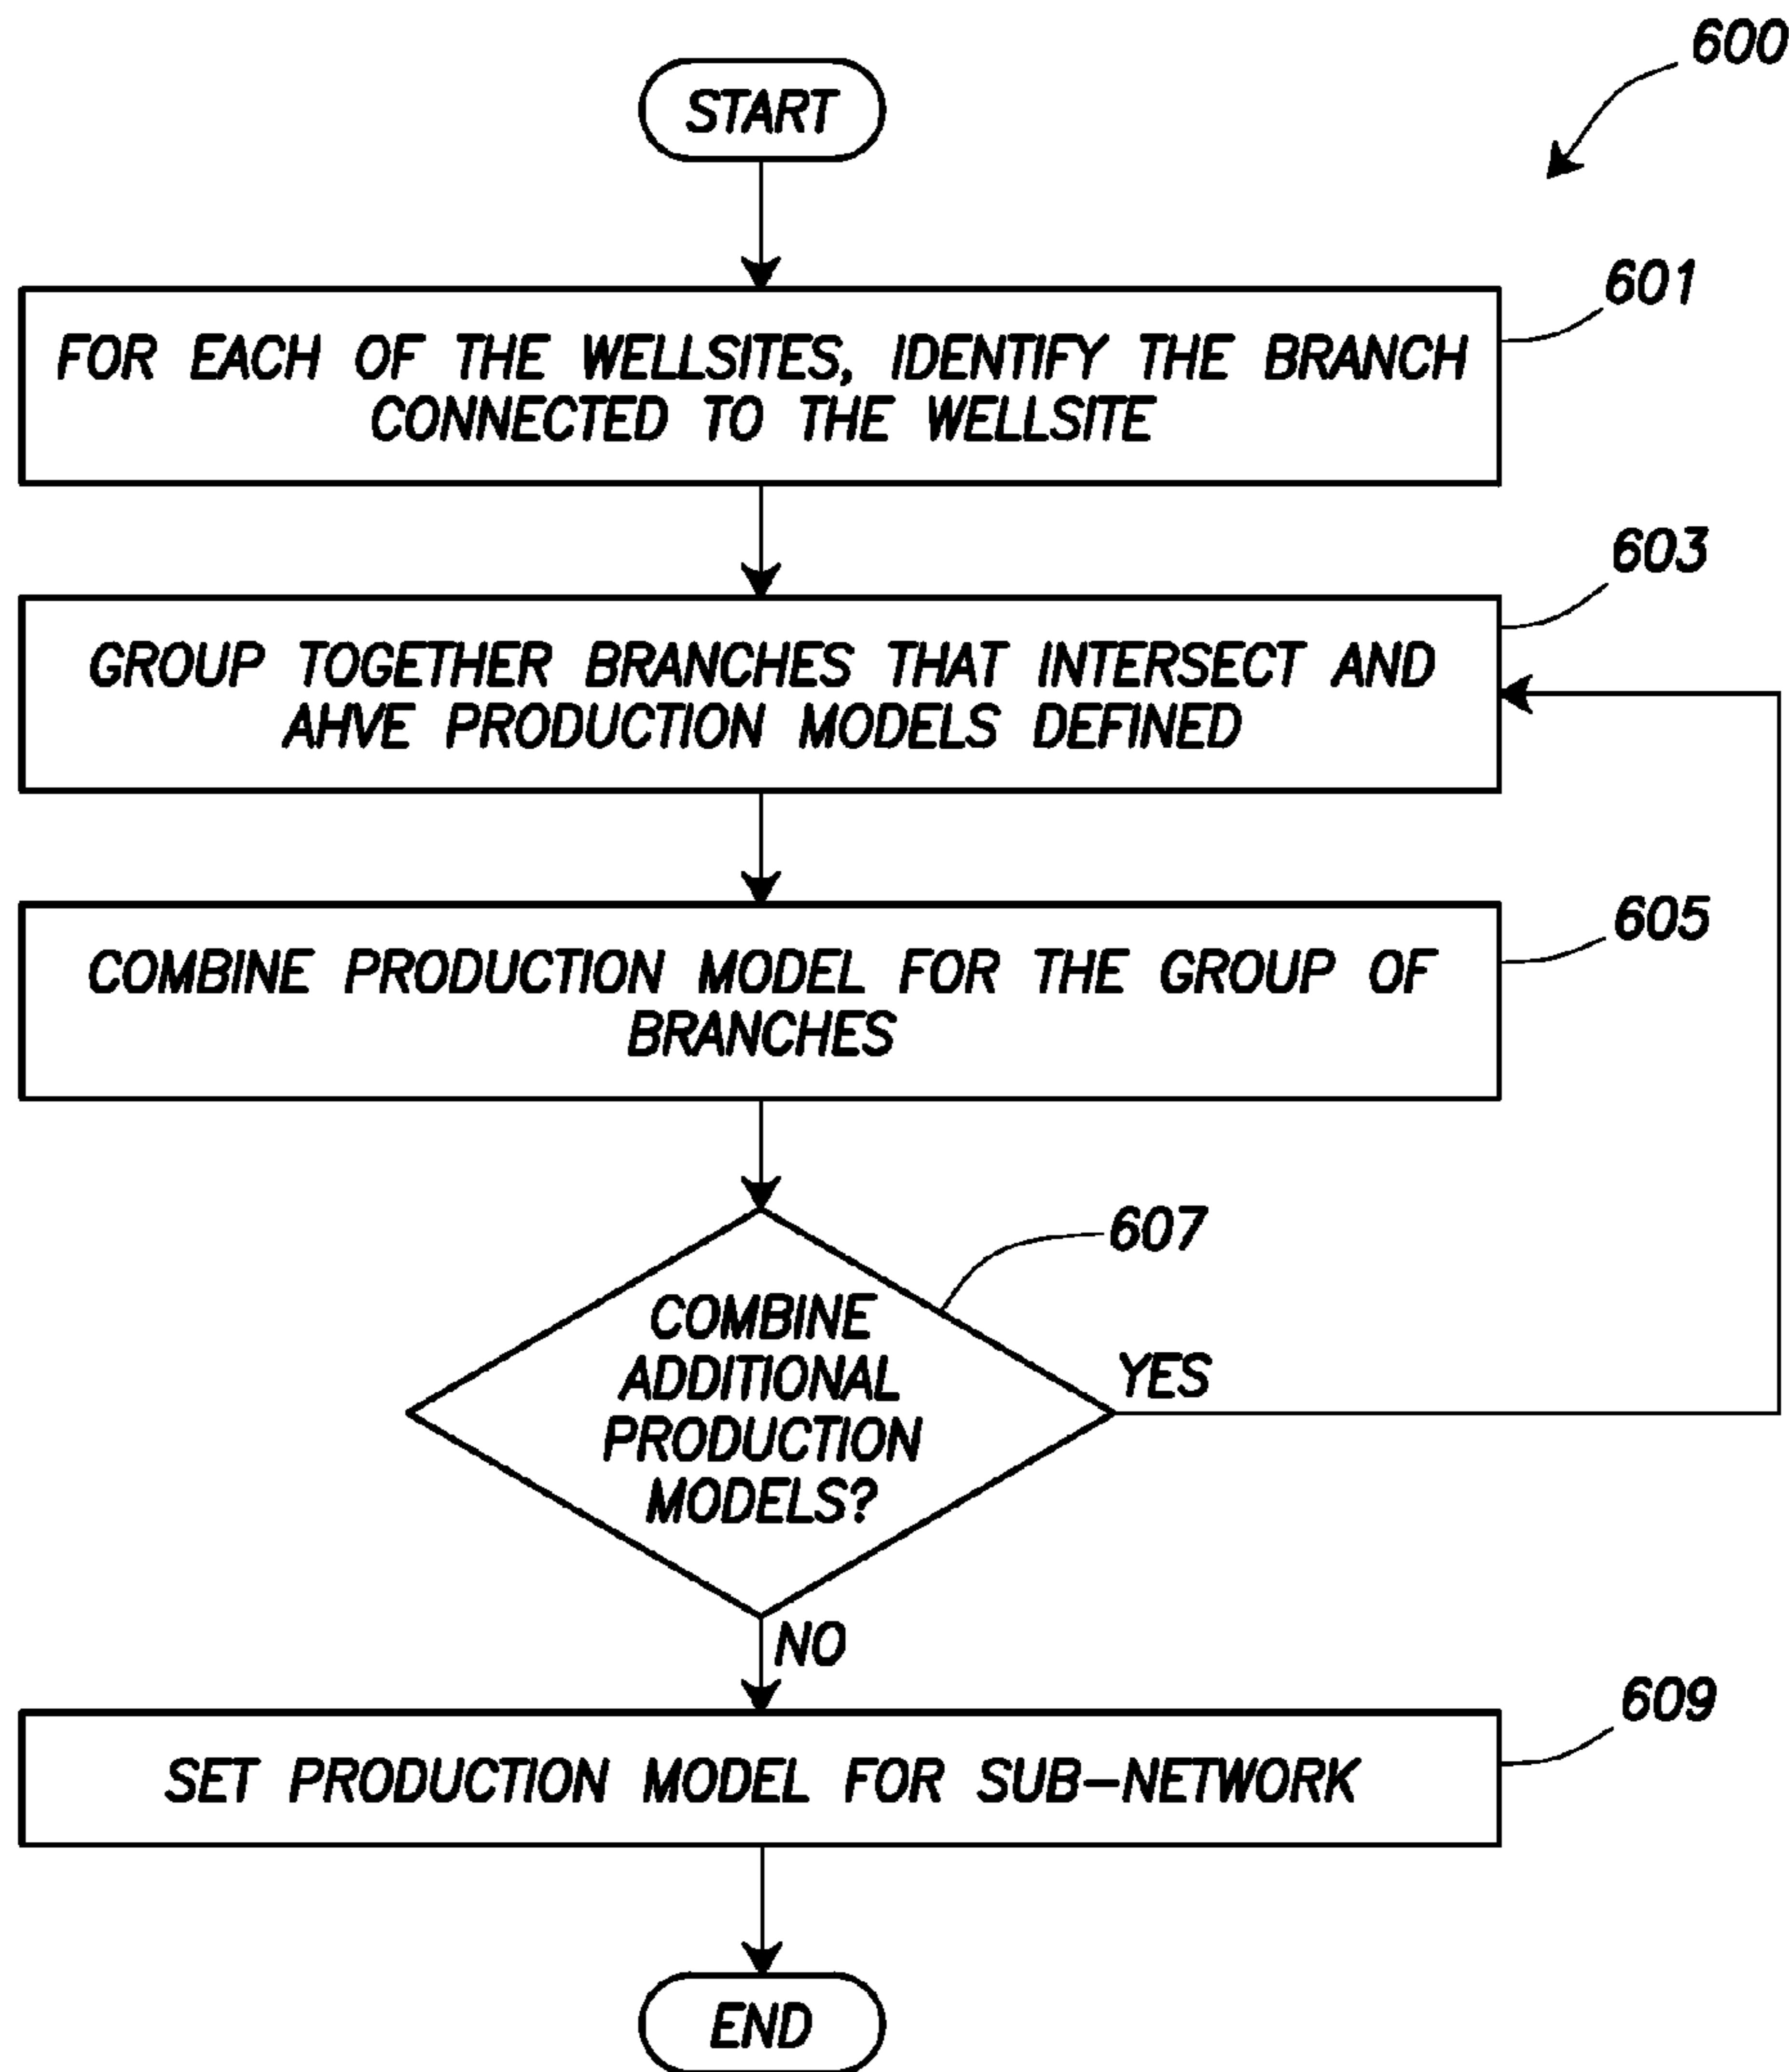 600
START
601
FOR EACH OF THE WELLSITES, IDENTIFY THE BRANCH
CONNECTED TO THE WELLSITE
603
GROUP TOGETHER BRANCHES THAT INTERSECT AND
AHVE PRODUCTION MODELS DEFINED
605
COMBINE PRODUCTION MODEL FOR THE GROUP OF
BRANCHES
607
COMBINE
ADDITIONAL
PRODUCTION
MODELS?
YES
NO
609
SET PRODUCTION MODEL FOR SUB-NETWORK
END